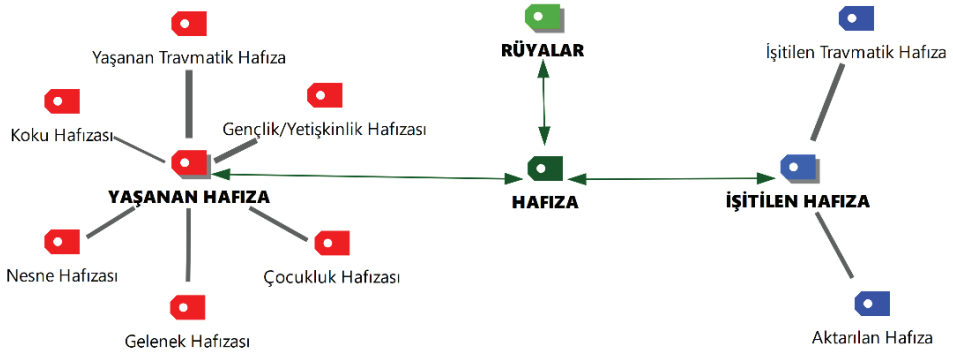 Yaşanan Travmatik Hafıza
RÜYALAR
İşitilen Travmatik Hafıza
Koku Hafızası
Gençlik/Yetişkinlik Hafızası
YAŞANAN HAFIZA
HAFIZA
İŞİTİLEN HAFIZA
Nesne Hafızası
Çocukluk Hafızası
Gelenek Hafızası
Aktarılan Hafıza